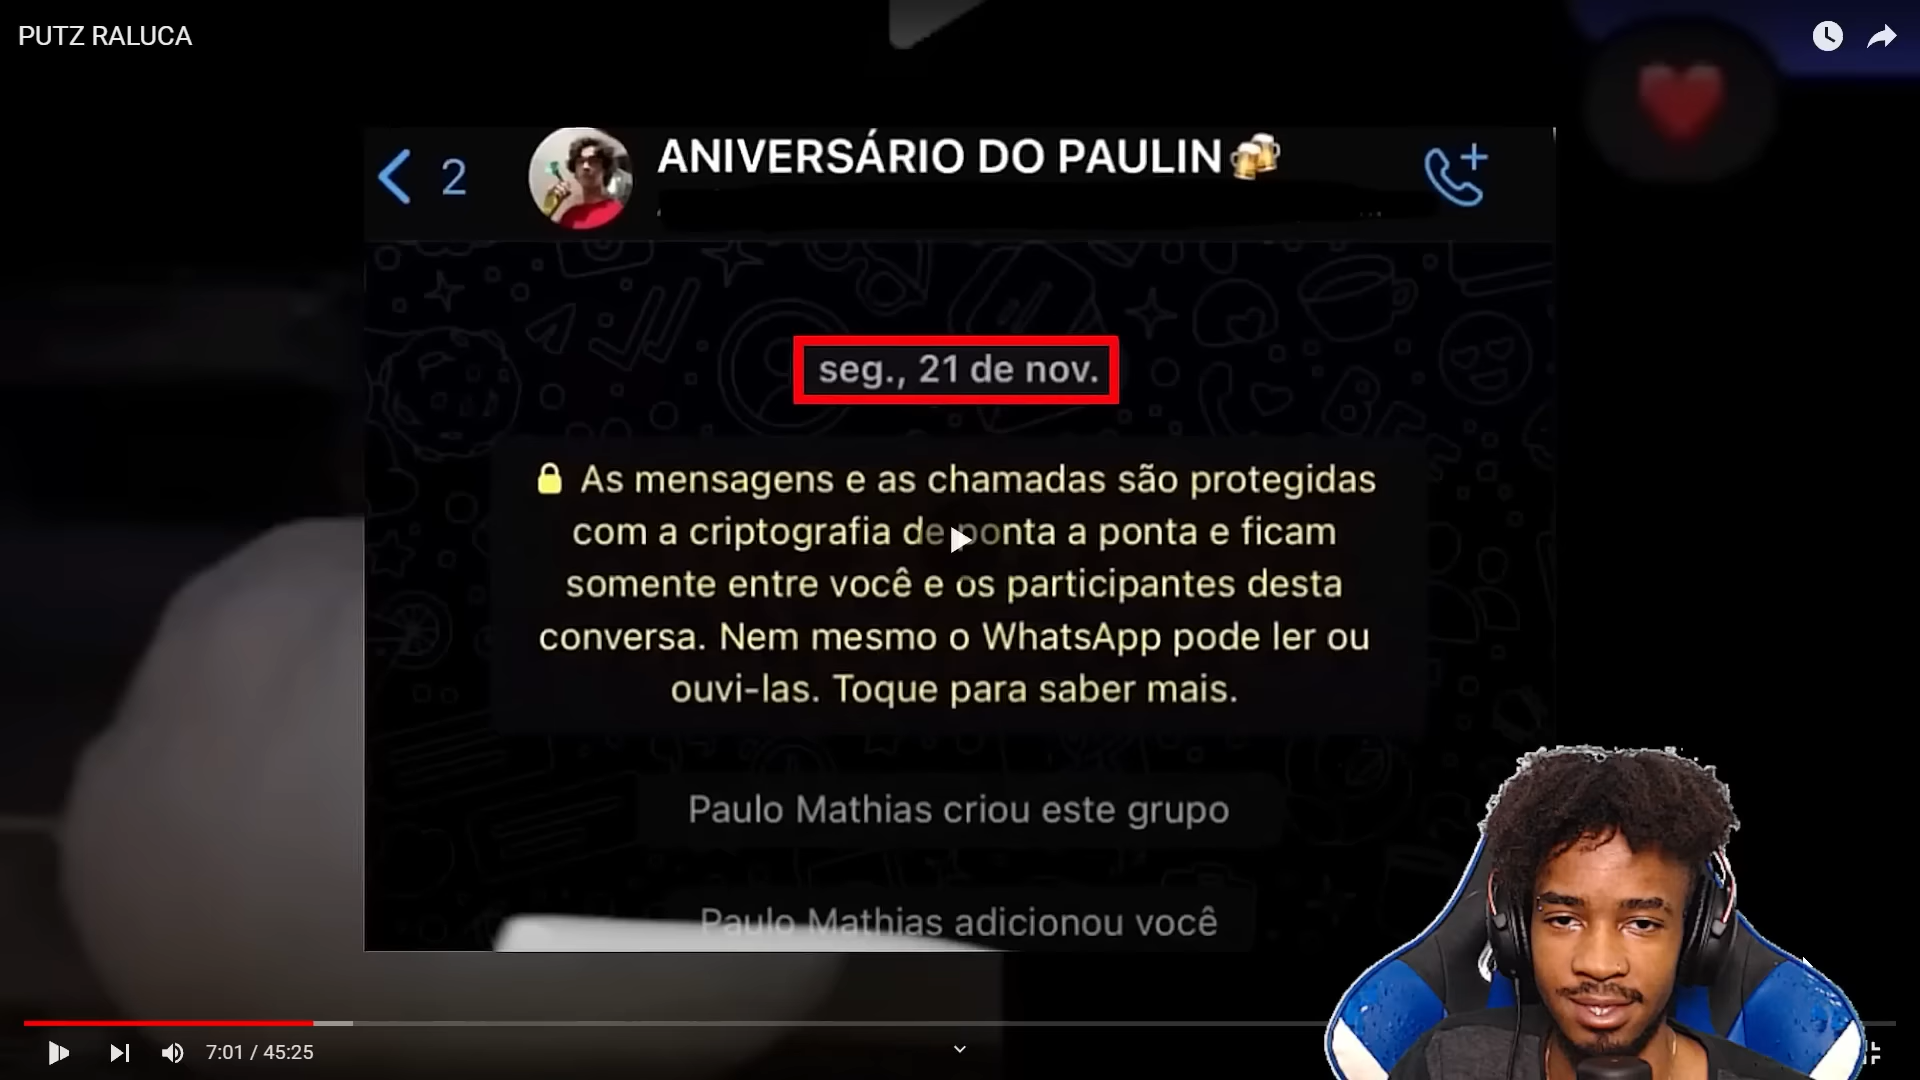 PUTZ RALUCA
2
ANIVERSÁRIO DO PAULIN🍻
seg., 21 de nov.
🔒 As mensagens e as chamadas são protegidas
com a criptografia de ponta a ponta e ficam
somente entre você e os participantes desta
conversa. Nem mesmo o WhatsApp pode ler ou
ouvi-las. Toque para saber mais.
Paulo Mathias criou este grupo
Paulo Mathias adicionou você
7:01 / 45:25